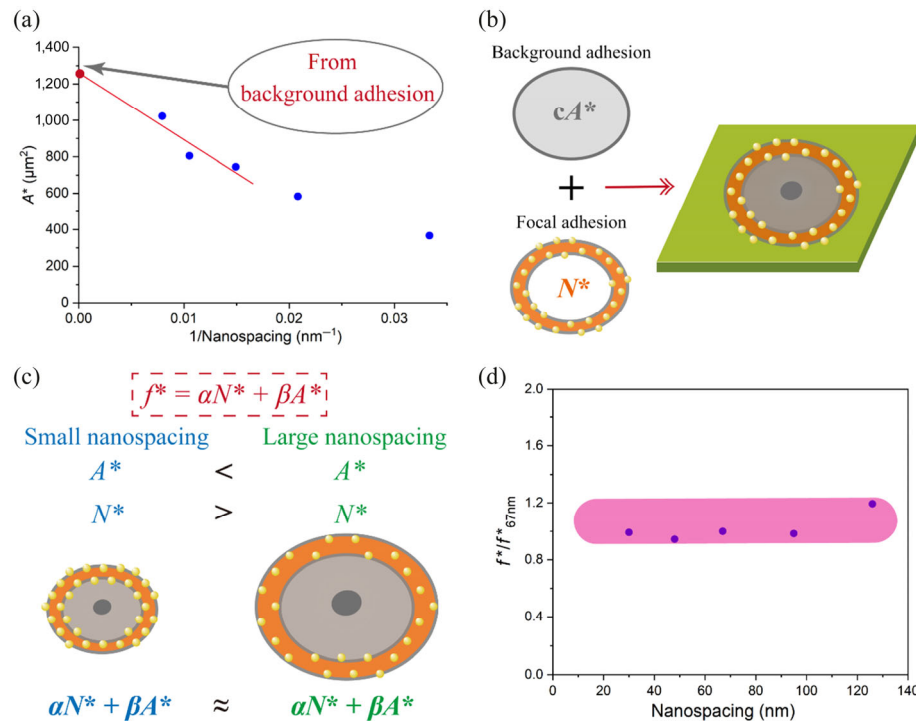 (a)
1,400
1,200
1,000
800
600
400
200
0
A* (μm²)
0.00 0.01 0.02 0.03
1/Nanospacing (nm⁻¹)
From
background adhesion
(b)
Background adhesion
cA*
+
Focal adhesion
N*
(c)
f* = αN* + βA*
Small nanospacing Large nanospacing
A* < A*
N* > N*
αN* + βA* ≈ αN* + βA*
(d)
2.0
1.6
1.2
0.8
0.4
0.0
f*/f*67nm
0 20 40 60 80 100 120 140
Nanospacing (nm)